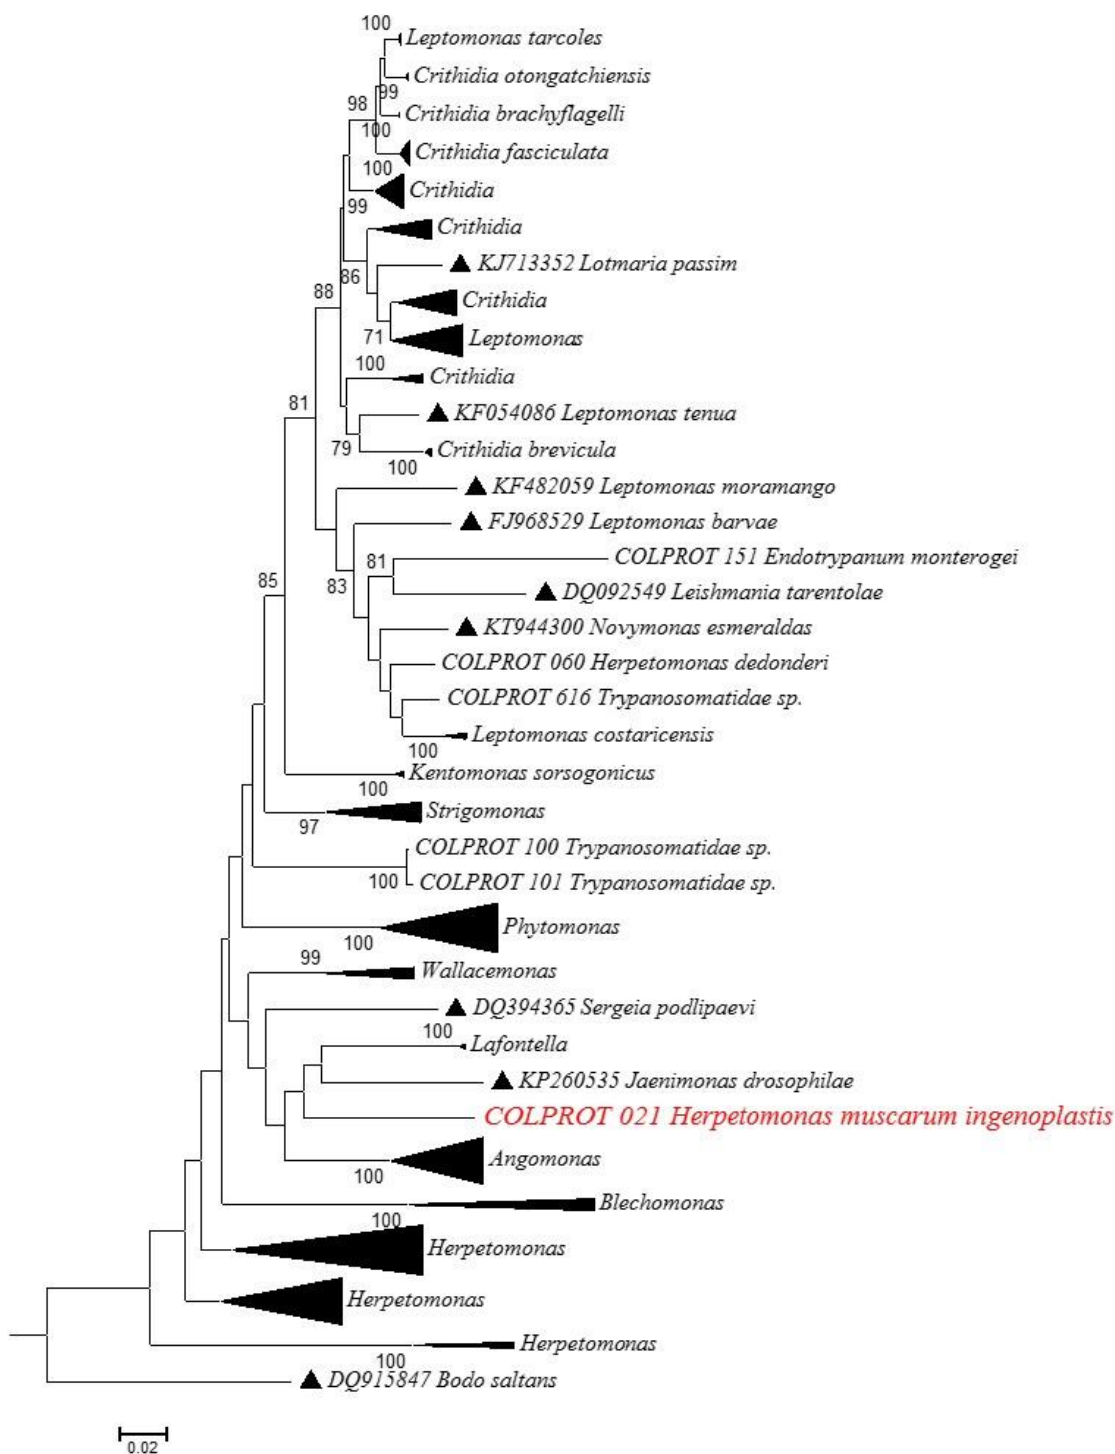 100
Leptomonas tarcoles
Crithidia otongatchiensis
99
98
Crithidia brachyflagelli
100
Crithidia fasciculata
100
Crithidia
99
Crithidia
KJ713352 Lotmaria passim
86
88
Crithidia
71
Leptomonas
100
Crithidia
81
KF054086 Leptomonas tenua
79
Crithidia brevicula
100
KF482059 Leptomonas moramango
FJ968529 Leptomonas barvae
81
COLPROT 151 Endotrypanum monterogei
85
83
DQ092549 Leishmania tarentolae
KT944300 Novymonas esmeraldas
COLPROT 060 Herpetomonas dedonderi
COLPROT 616 Trypanosomatidae sp.
Leptomonas costaricensis
100
Kentomonas sorsogonicus
100
Strigomonas
97
COLPROT 100 Trypanosomatidae sp.
100
COLPROT 101 Trypanosomatidae sp.
Phytomonas
100
99
Wallacemonas
DQ394365 Sergeia podlipaevi
100
Lafontella
KP260535 Jaenimonas drosophilae
COLPROT 021 Herpetomonas muscarum ingenoplastis
Angomonas
100
Blechomonas
100
Herpetomonas
Herpetomonas
Herpetomonas
100
DQ915847 Bodo saltans
0.02